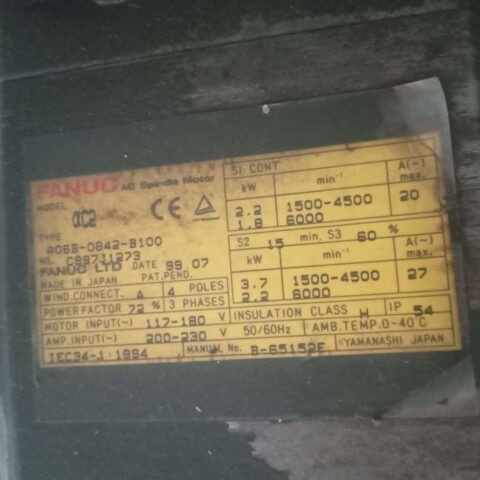 FANUC AC Spindle Motor
MODEL αC2 CE
TYPE A06B-0842-B100
NO. C997J1273
FANUC LTD DATE 99.07
MADE IN JAPAN PAT.PEND.
WIND.CONNECT. △ 4 POLES
POWER FACTOR 72 % 3 PHASES
MOTOR INPUT(~) 117-180 V
AMP.INPUT(~) 200-230 V 50/60Hz
IEC34-1:1994
S1 CONT
kW min⁻¹ A(~) max.
2.2 1500-4500 20
1.8 6000
S2 15 min, S3 60 %
kW min⁻¹ A(~) max.
3.7 1500-4500 27
2.2 6000
INSULATION CLASS H IP 54
AMB.TEMP.0-40°C
MANUAL No. B-65152E YAMANASHI JAPAN